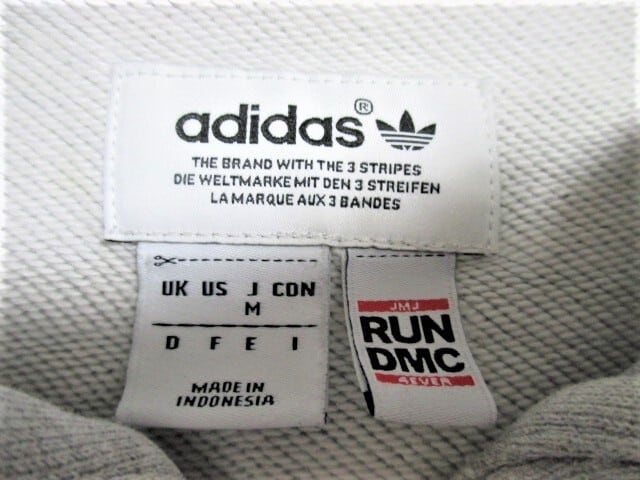 adidas®
THE BRAND WITH THE 3 STRIPES
DIE WELTMARKE MIT DEN 3 STREIFEN
LA MARQUE AUX 3 BANDES
UK US J CDN
M
D F E I
MADE IN
INDONESIA
JMJ
RUN
DMC
4EVER